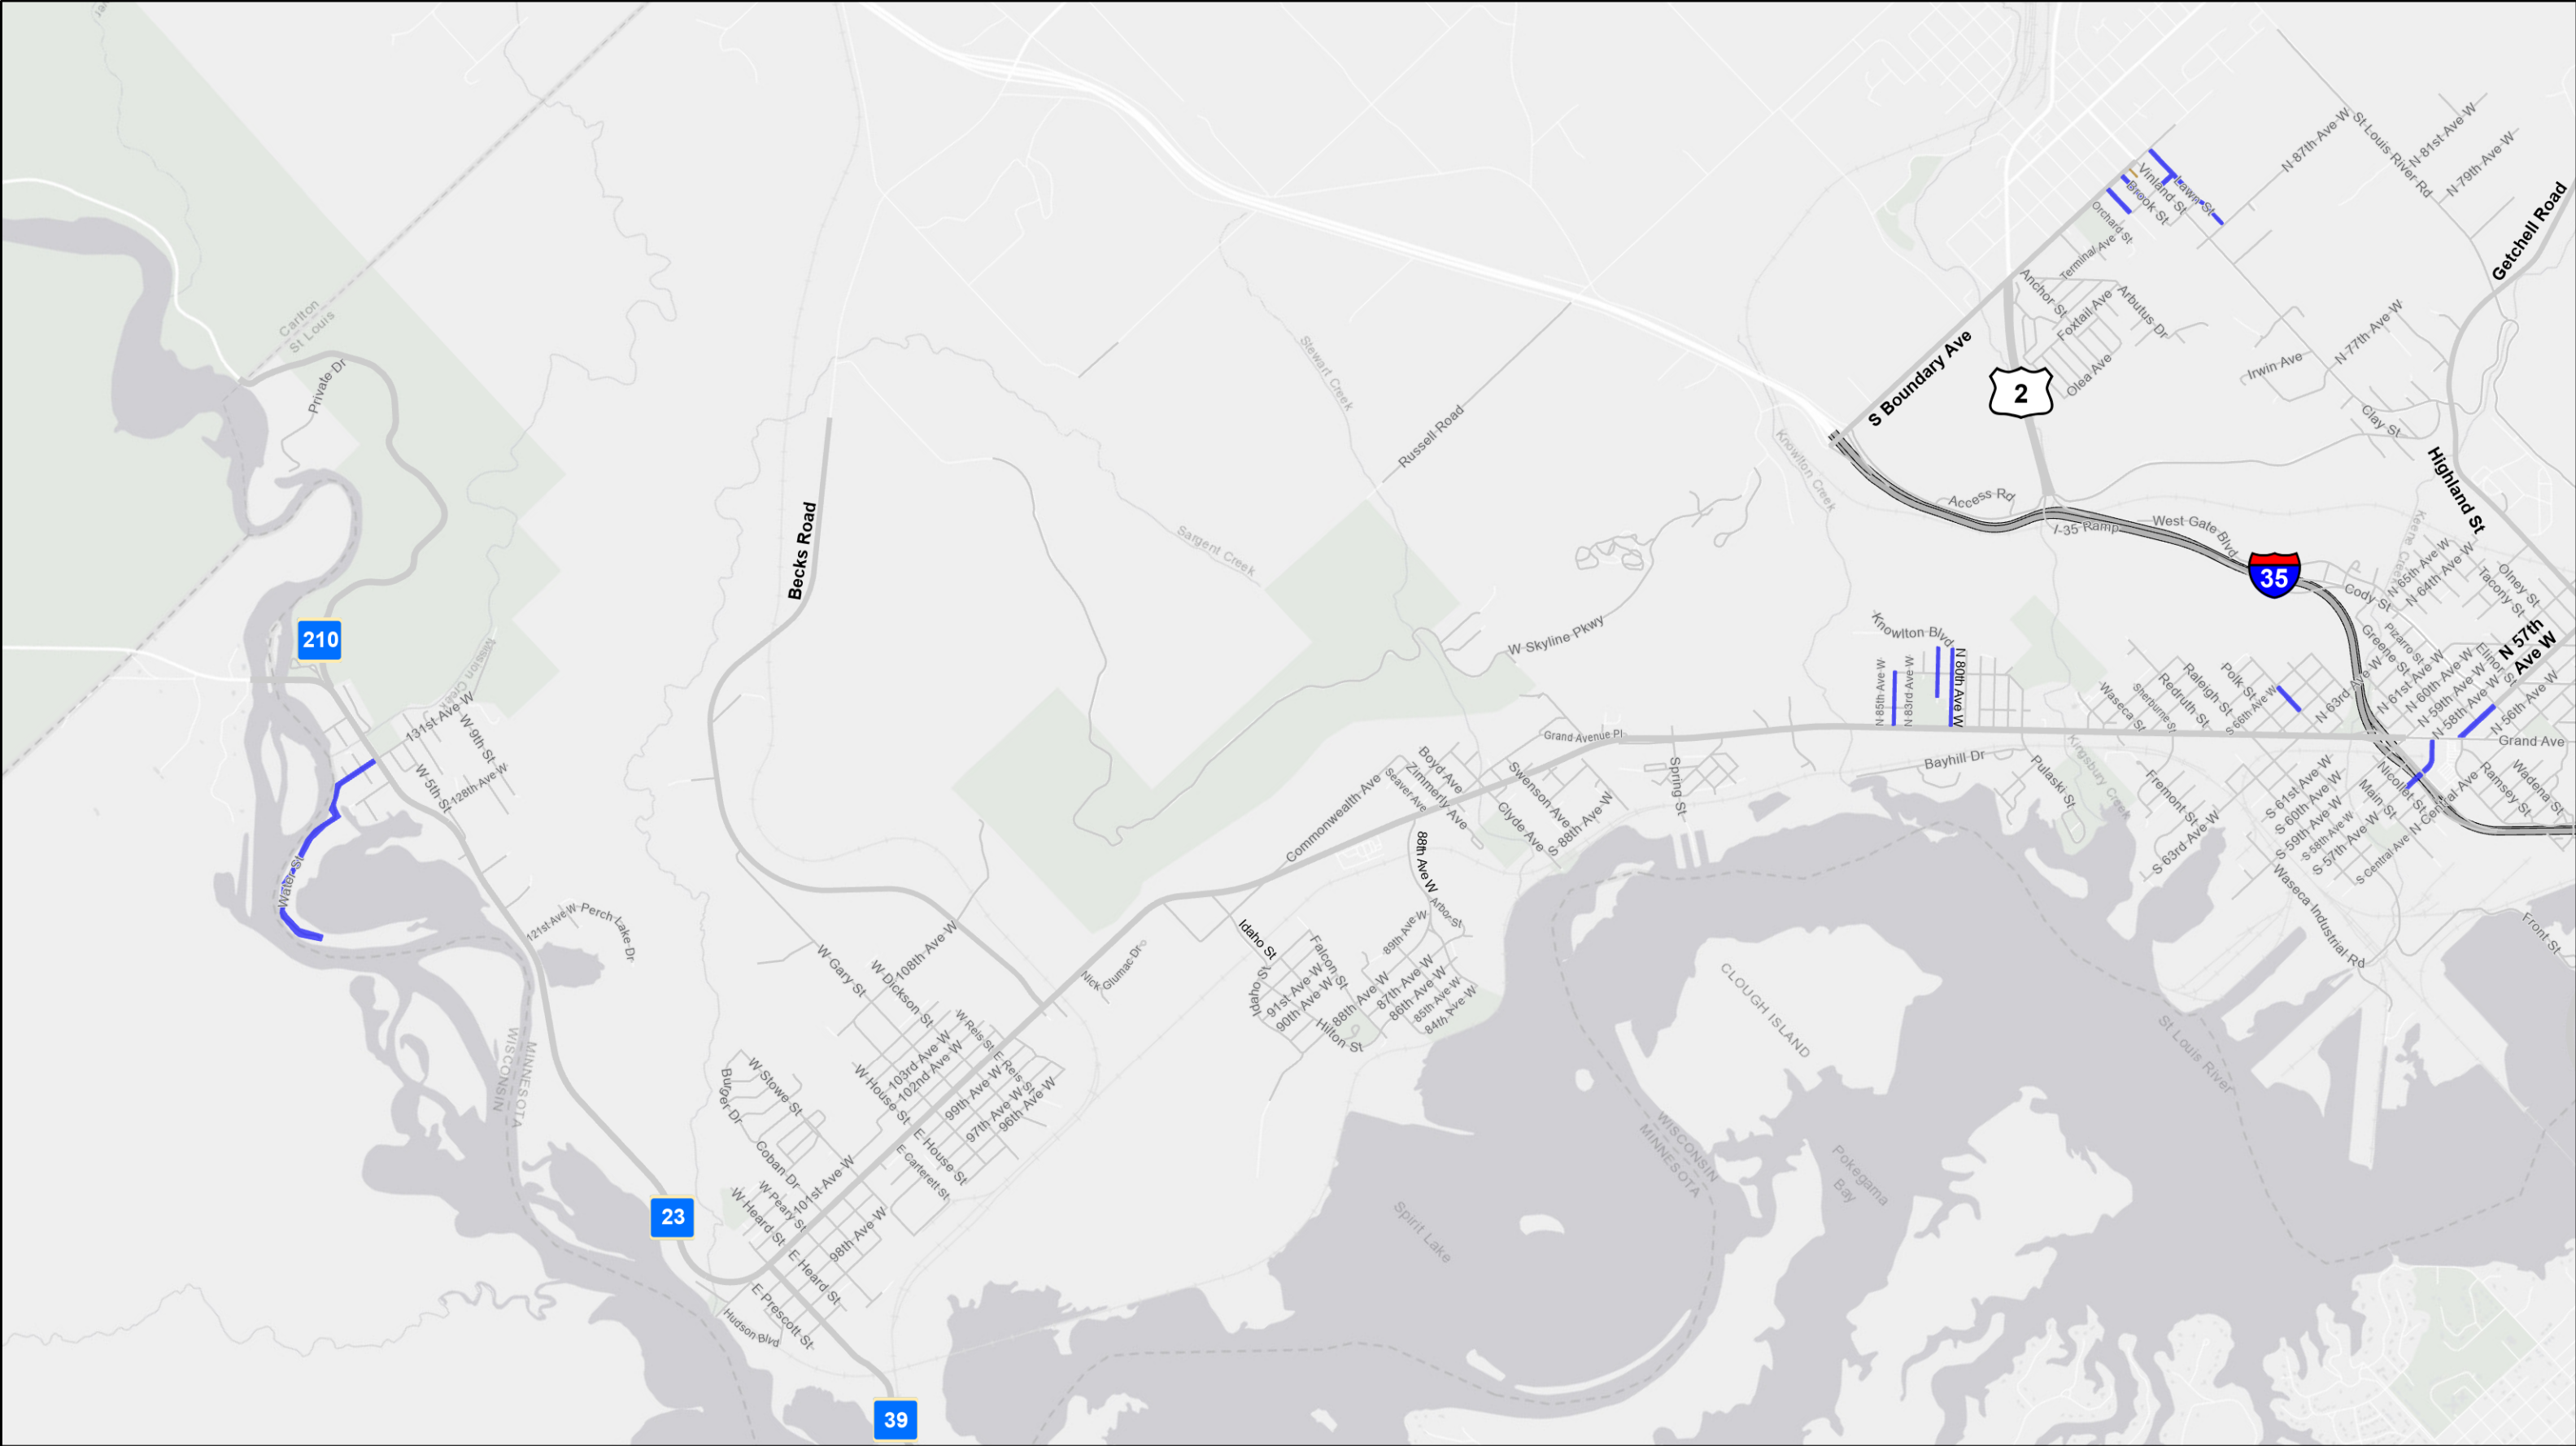 Carlton
St Louis
Private Dr
210
Mission Creek
131st Ave W
W 9th St
128th Ave W
W 5th St
Water St
121st Ave W
Perch Lake Dr
WISCONSIN
MINNESOTA
23
39
Becks Road
Stewart Creek
Sargent Creek
Russell Road
W Skyline Pkwy
Knowlton Creek
S Boundary Ave
2
Access Rd
I-35 Ramp
West Gate Blvd
35
Vinland St
Lawn St
Brook St
Orchard St
Terminal Ave
Anchor St
Foxtail Ave
Arbutus Dr
Olea Ave
N 87th Ave W
St Louis River Rd
N 81st Ave W
N 79th Ave W
Getchell Road
N 77th Ave W
Irwin Ave
Clay St
Highland St
Keene Creek
N 65th Ave W
N 64th Ave W
Olney St
Tacony St
Cody St
Pizarro St
Greene St
Elinor St
N 57th
Ave W
N 63rd Ave W
N 61st Ave W
N 60th Ave W
N 59th Ave W
N 58th Ave W
N 56th Ave W
Grand Ave
Knowlton Blvd
N 85th Ave W
N 83rd Ave W
N 80th Ave W
Polk St
Raleigh St
Redruth St
S 66th Ave W
Sherburne St
Waseca St
Grand Avenue Pl
Bayhill Dr
Pulaski St
Kingsbury Creek
Fremont St
S 63rd Ave W
S 61st Ave W
S 60th Ave W
S 59th Ave W
S 58th Ave W
S 57th Ave W
S Central Ave
N Central Ave
Nicollet St
Main St
Ramsey St
Wadena St
Waseca Industrial Rd
Front St
Spring St
Boyd Ave
Zimmerly Ave
Seaver Ave
Commonwealth Ave
Swenson Ave
Clyde Ave
S 88th Ave W
88th Ave W
Arbor St
89th Ave W
Idaho St
Idaho St
Falcon St
91st Ave W
90th Ave W
88th Ave W
87th Ave W
86th Ave W
85th Ave W
84th Ave W
Hilton St
Nick Glumac Dr
108th Ave W
W Gary St
W Dickson St
W Reis St
E Reis St
103rd Ave W
102nd Ave W
W House St
99th Ave W
97th Ave W
96th Ave W
E House St
E Carterett St
W Stowe St
Burger Dr
Coban Dr
101st Ave W
W Peary St
W Heard St
98th Ave W
E Heard St
E Prescott St
Hudson Blvd
CLOUGH ISLAND
St Louis River
WISCONSIN
MINNESOTA
Pokegama
Bay
Spirit Lake